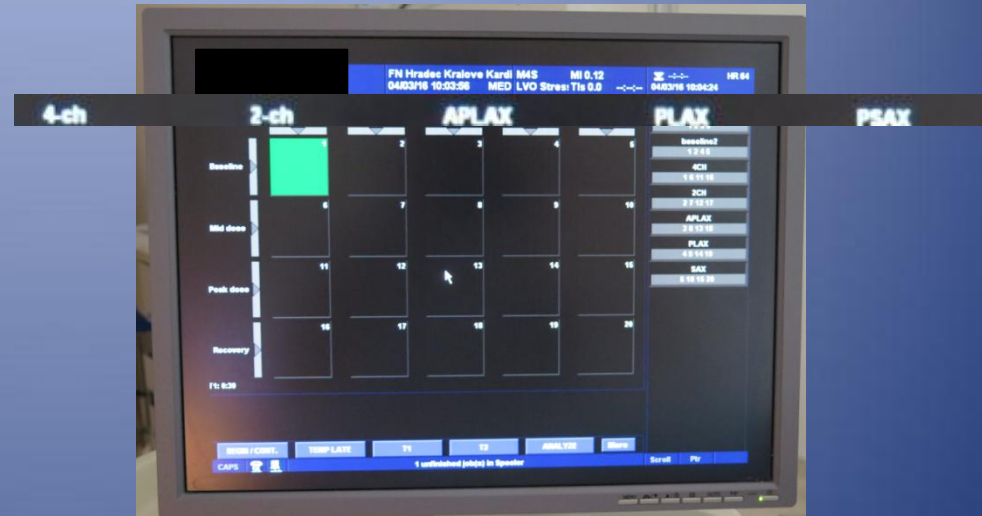 FN Hradec Kralove Kardi M4S MI 0.12 HR 64
04/03/16 10:03:56 MED LVO Stres: TIs 0.0 --:--:-- 04/03/16 10:04:24
4-ch 2-ch APLAX PLAX PSAX
baseline2
1 2 4 5
Baseline 1 2 3 4 5
4CH
1 6 11 16
2CH
2 7 12 17
Mid dose 6 7 8 9 10
APLAX
3 8 13 18
PLAX
4 9 14 19
Peak dose 11 12 13 14 15
SAX
5 10 15 20
Recovery 16 17 18 19 20
T1: 0:39
BEGIN / CONT. TEMPLATE T1 T2 ANALYZE More
CAPS 1 unfinished job(s) in Spooler Scroll Ptr